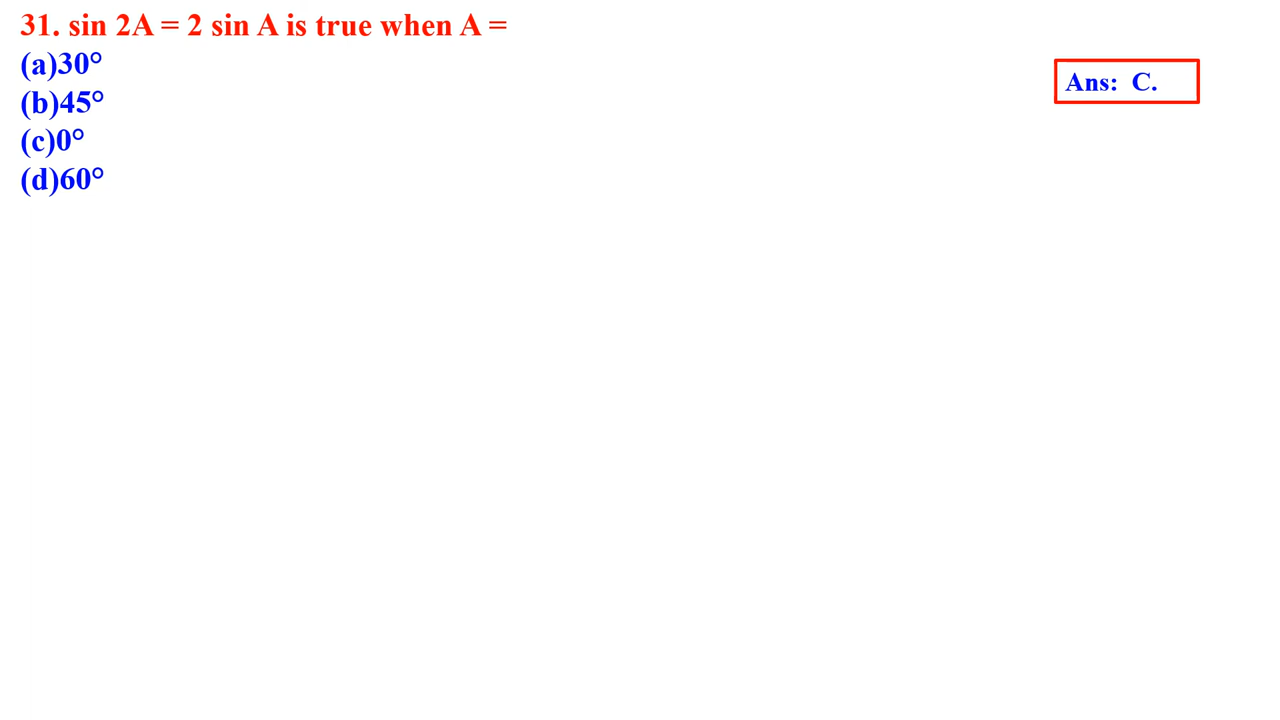 31. sin 2A = 2 sin A is true when A =
(a)30°
(b)45°
(c)0°
(d)60°
Ans:  C.